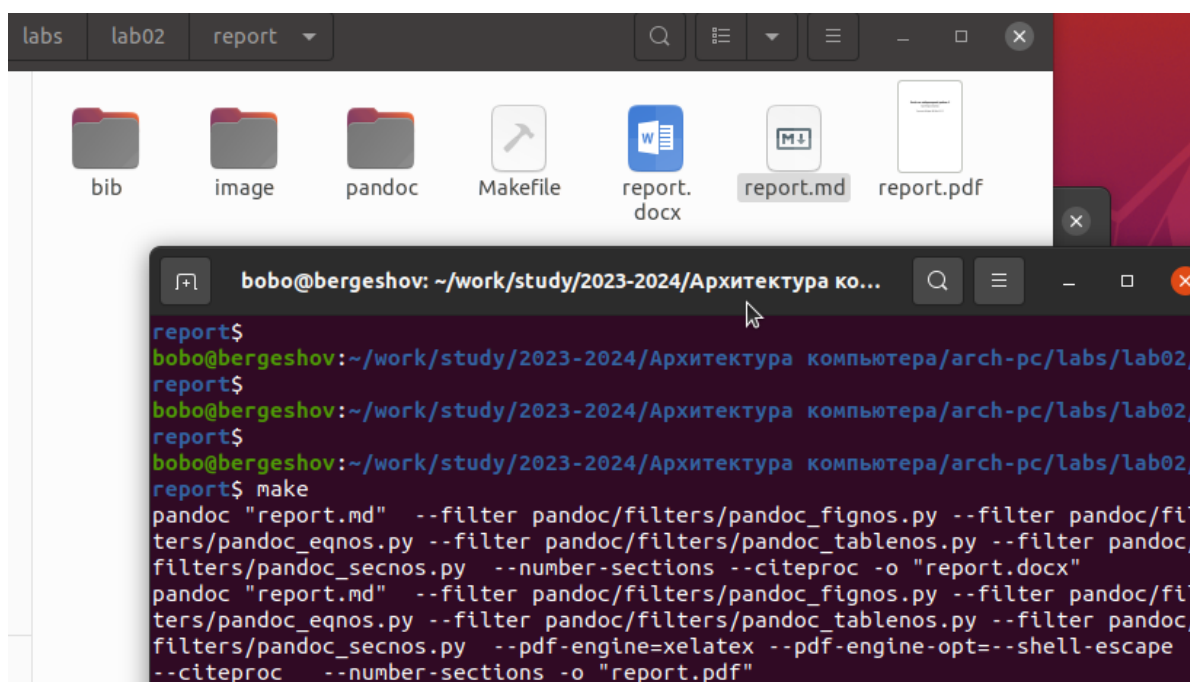 labs lab02 report
bib image pandoc Makefile report. report.md report.pdf
docx
bobo@bergeshov: ~/work/study/2023-2024/Архитектура ко...
report$
bobo@bergeshov:~/work/study/2023-2024/Архитектура компьютера/arch-pc/labs/lab02/
report$
bobo@bergeshov:~/work/study/2023-2024/Архитектура компьютера/arch-pc/labs/lab02/
report$
bobo@bergeshov:~/work/study/2023-2024/Архитектура компьютера/arch-pc/labs/lab02/
report$ make
pandoc "report.md"  --filter pandoc/filters/pandoc_fignos.py --filter pandoc/fil
ters/pandoc_eqnos.py --filter pandoc/filters/pandoc_tablenos.py --filter pandoc/
filters/pandoc_secnos.py  --number-sections --citeproc -o "report.docx"
pandoc "report.md"  --filter pandoc/filters/pandoc_fignos.py --filter pandoc/fil
ters/pandoc_eqnos.py --filter pandoc/filters/pandoc_tablenos.py --filter pandoc/
filters/pandoc_secnos.py  --pdf-engine=xelatex --pdf-engine-opt=--shell-escape
--citeproc   --number-sections -o "report.pdf"